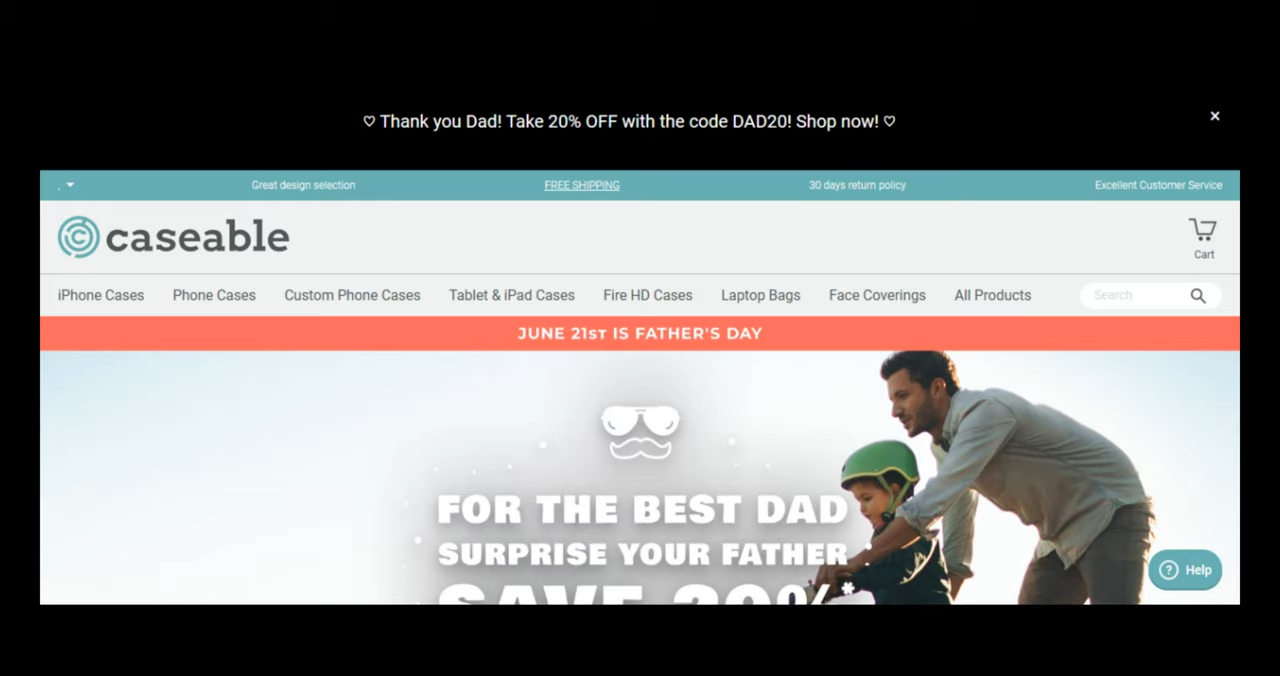 ♡ Thank you Dad! Take 20% OFF with the code DAD20! Shop now! ♡
Great design selection FREE SHIPPING 30 days return policy Excellent Customer Service
caseable
Cart
iPhone Cases Phone Cases Custom Phone Cases Tablet & iPad Cases Fire HD Cases Laptop Bags Face Coverings All Products Search
JUNE 21ST IS FATHER'S DAY
FOR THE BEST DAD
SURPRISE YOUR FATHER
SAVE 20%*
Help